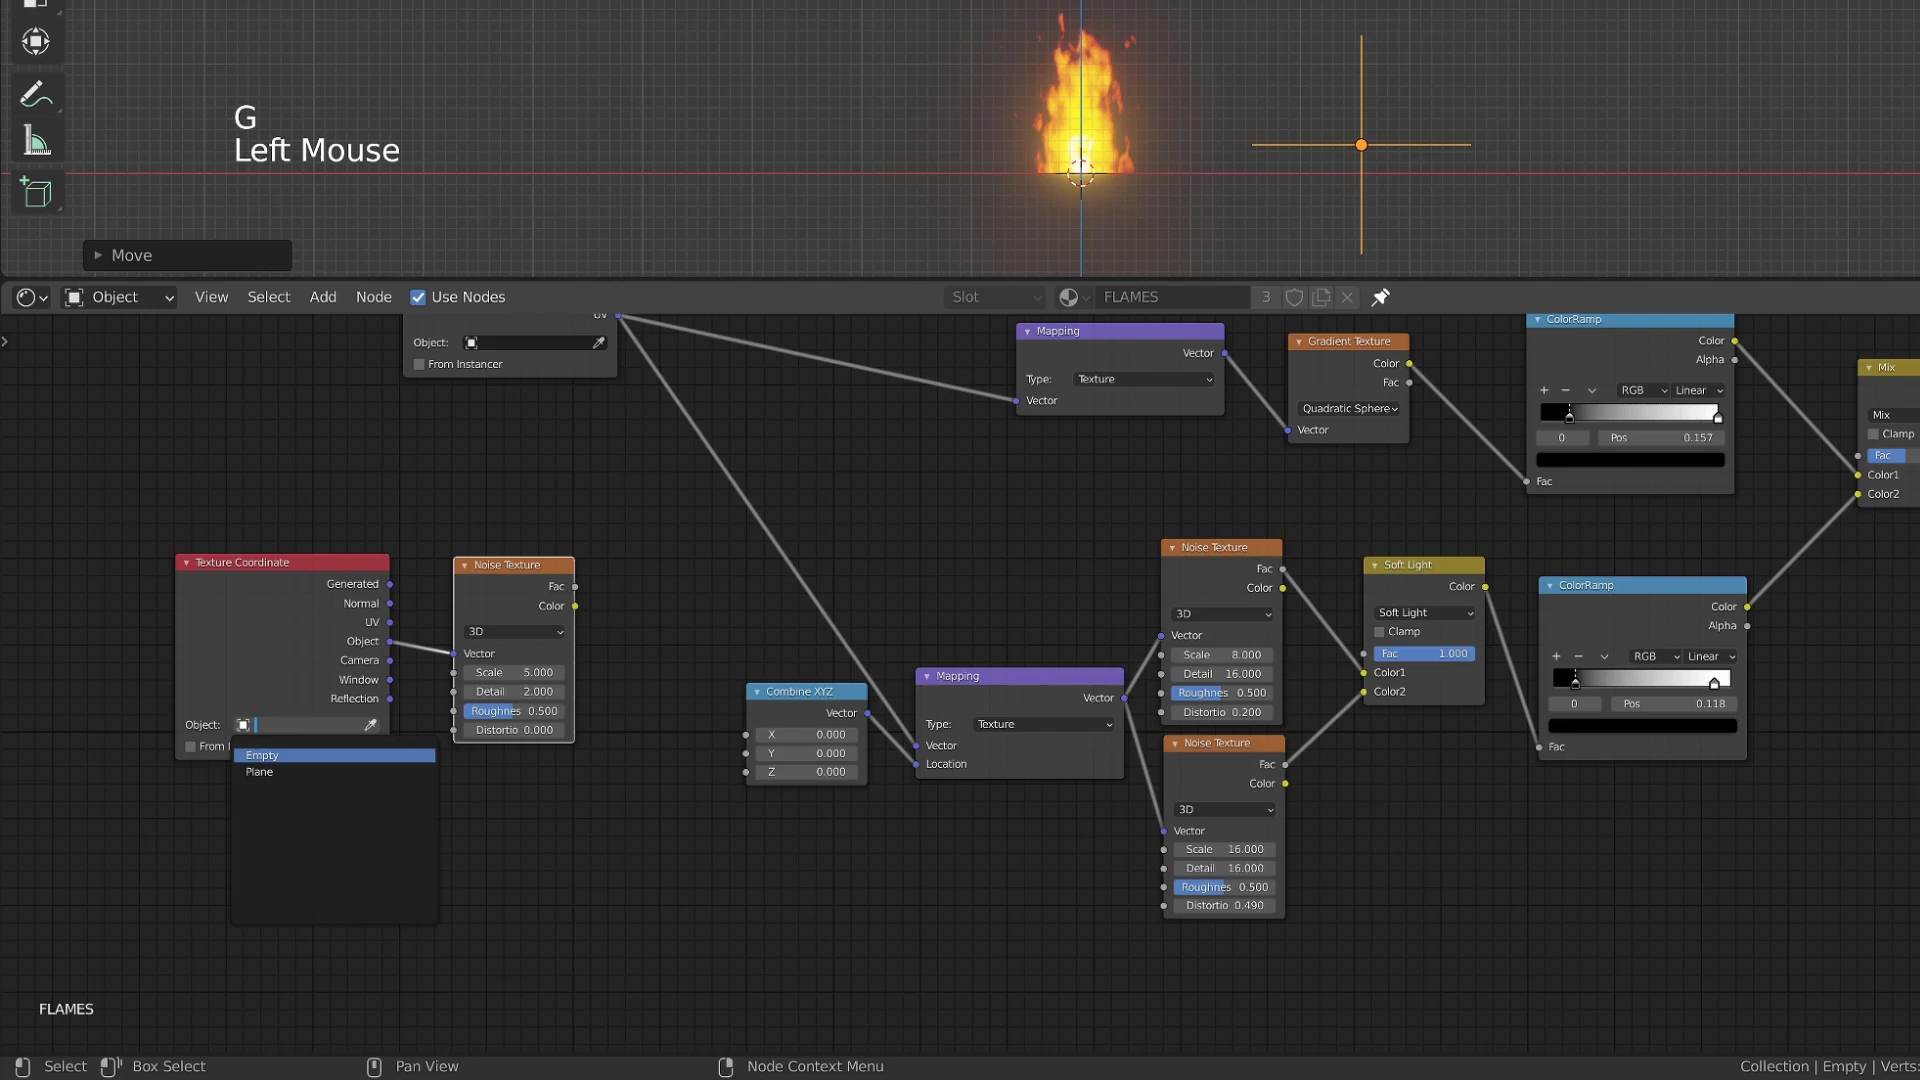 G
Left Mouse
Move
Object
View
Select
Add
Node
Use Nodes
Slot
FLAMES
3
UV
Object:
From Instancer
Mapping
Vector
Type: Texture
Vector
Gradient Texture
Color
Fac
Quadratic Sphere
Vector
ColorRamp
Color
Alpha
RGB
Linear
0
Pos 0.157
Fac
Mix
Mix
Clamp
Fac
Color1
Color2
Texture Coordinate
Generated
Normal
UV
Object
Camera
Window
Reflection
Object:
From I
Empty
Plane
Noise Texture
Fac
Color
3D
Vector
Scale 5.000
Detail 2.000
Roughnes 0.500
Distortio 0.000
Combine XYZ
Vector
X 0.000
Y 0.000
Z 0.000
Mapping
Vector
Type: Texture
Vector
Location
Noise Texture
Fac
Color
3D
Vector
Scale 8.000
Detail 16.000
Roughnes 0.500
Distortio 0.200
Noise Texture
Fac
Color
3D
Vector
Scale 16.000
Detail 16.000
Roughnes 0.500
Distortio 0.490
Soft Light
Color
Soft Light
Clamp
Fac 1.000
Color1
Color2
ColorRamp
Color
Alpha
RGB
Linear
0
Pos 0.118
Fac
FLAMES
Select
Box Select
Pan View
Node Context Menu
Collection | Empty | Verts: